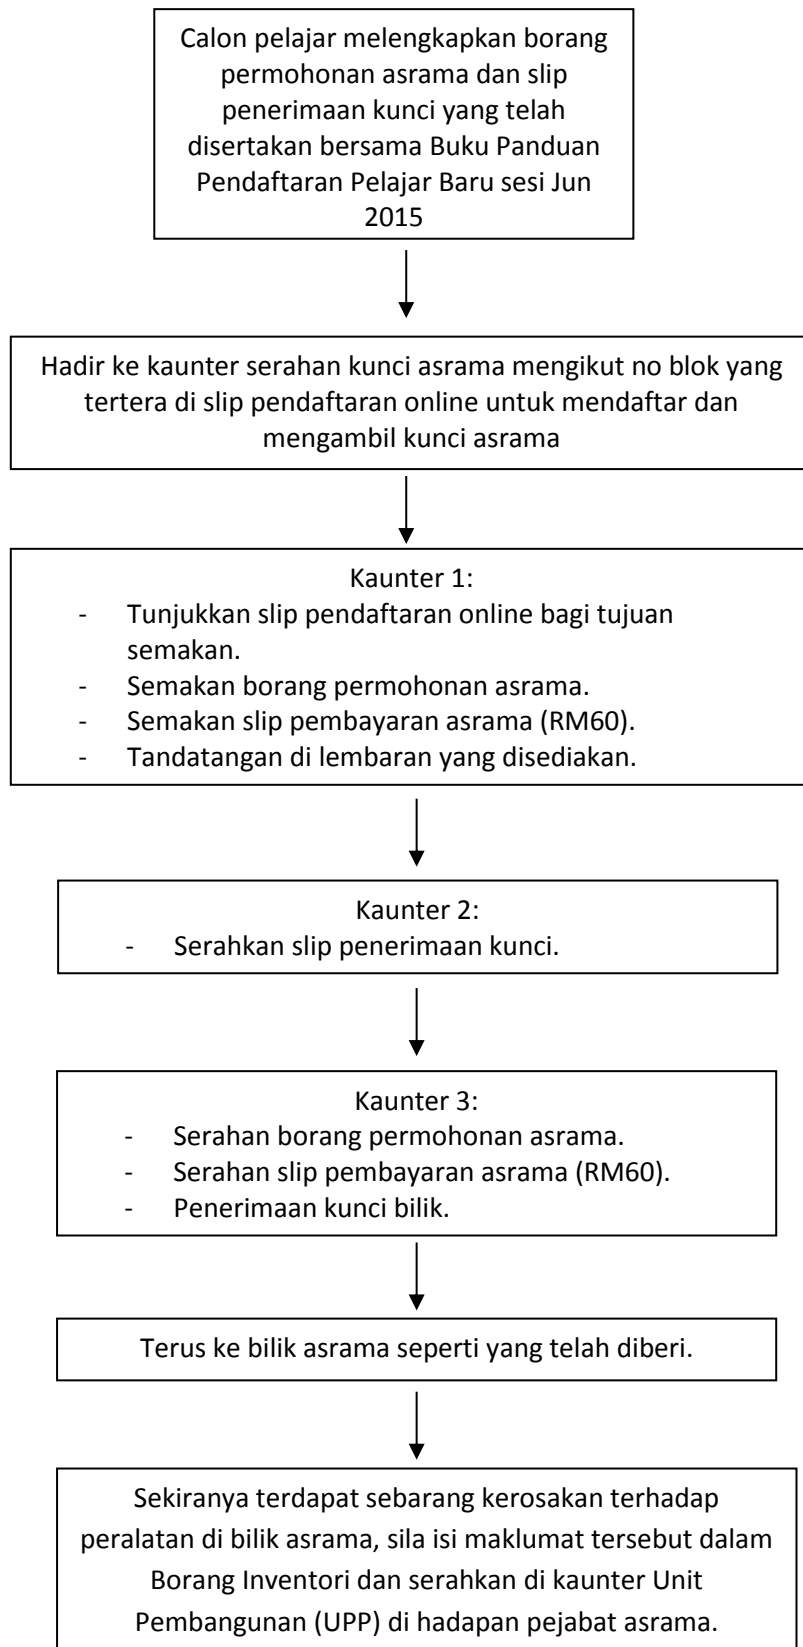 Calon pelajar melengkapkan borang
permohonan asrama dan slip
penerimaan kunci yang telah
disertakan bersama Buku Panduan
Pendaftaran Pelajar Baru sesi Jun
2015
Hadir ke kaunter serahan kunci asrama mengikut no blok yang
tertera di slip pendaftaran online untuk mendaftar dan
mengambil kunci asrama
Kaunter 1:
- Tunjukkan slip pendaftaran online bagi tujuan
semakan.
- Semakan borang permohonan asrama.
- Semakan slip pembayaran asrama (RM60).
- Tandatangan di lembaran yang disediakan.
Kaunter 2:
- Serahkan slip penerimaan kunci.
Kaunter 3:
- Serahan borang permohonan asrama.
- Serahan slip pembayaran asrama (RM60).
- Penerimaan kunci bilik.
Terus ke bilik asrama seperti yang telah diberi.
Sekiranya terdapat sebarang kerosakan terhadap
peralatan di bilik asrama, sila isi maklumat tersebut dalam
Borang Inventori dan serahkan di kaunter Unit
Pembangunan (UPP) di hadapan pejabat asrama.